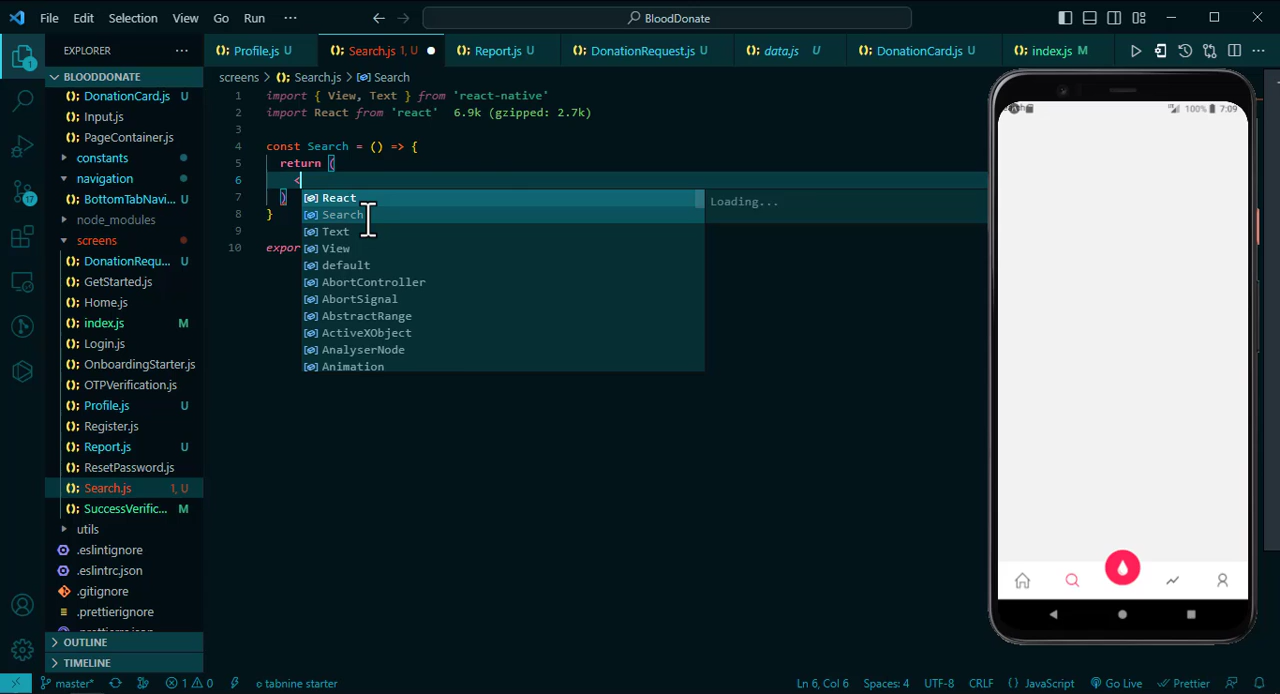 File Edit Selection View Go Run ··· BloodDonate
EXPLORER ···
Profile.js U
Search.js 1, U
Report.js U
DonationRequest.js U
data.js U
DonationCard.js U
index.js M
BLOODDONATE
DonationCard.js U
Input.js
PageContainer.js
constants
navigation
BottomTabNavi... U
node_modules
screens
DonationRequ... U
GetStarted.js
Home.js
index.js M
Login.js
OnboardingStarter.js
OTPVerification.js
Profile.js U
Register.js
Report.js U
ResetPassword.js
Search.js 1, U
SuccessVerific... M
utils
.eslintignore
.eslintrc.json
.gitignore
.prettierignore
OUTLINE
TIMELINE
screens > Search.js > Search
1 import { View, Text } from 'react-native'
2 import React from 'react' 6.9k (gzipped: 2.7k)
3
4 const Search = () => {
5 return (
6 <
7 )
8 }
9
10 expor
React
Search
Text
View
default
AbortController
AbortSignal
AbstractRange
ActiveXObject
AnalyserNode
Animation
Loading...
100% 7:09
master* 1 0 tabnine starter
Ln 6, Col 6 Spaces: 4 UTF-8 CRLF { } JavaScript Go Live Prettier